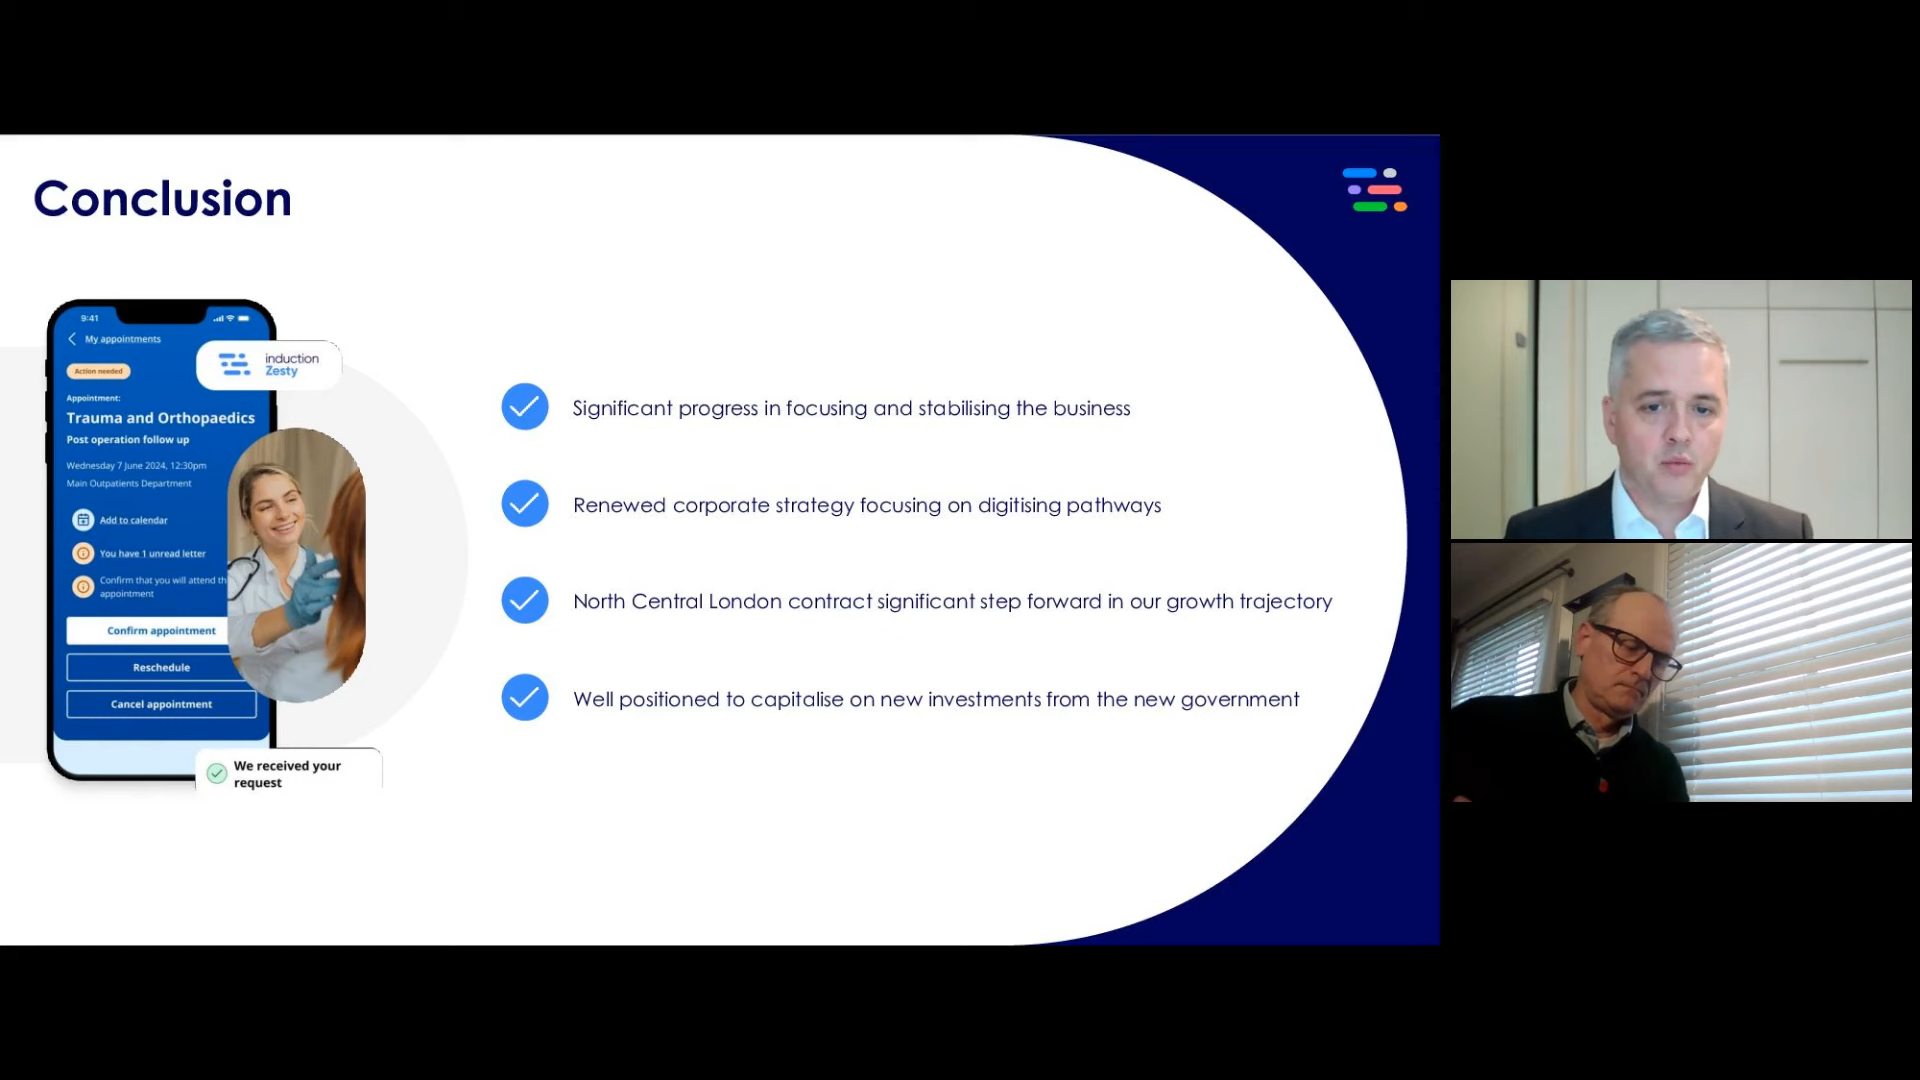 Conclusion
9:41
My appointments
induction
Zesty
Action needed
Appointment:
Trauma and Orthopaedics
Post operation follow up
Wednesday 7 June 2024, 12:30pm
Main Outpatients Department
Add to calendar
You have 1 unread letter
Confirm that you will attend th
appointment
Confirm appointment
Reschedule
Cancel appointment
We received your
request
Significant progress in focusing and stabilising the business
Renewed corporate strategy focusing on digitising pathways
North Central London contract significant step forward in our growth trajectory
Well positioned to capitalise on new investments from the new government